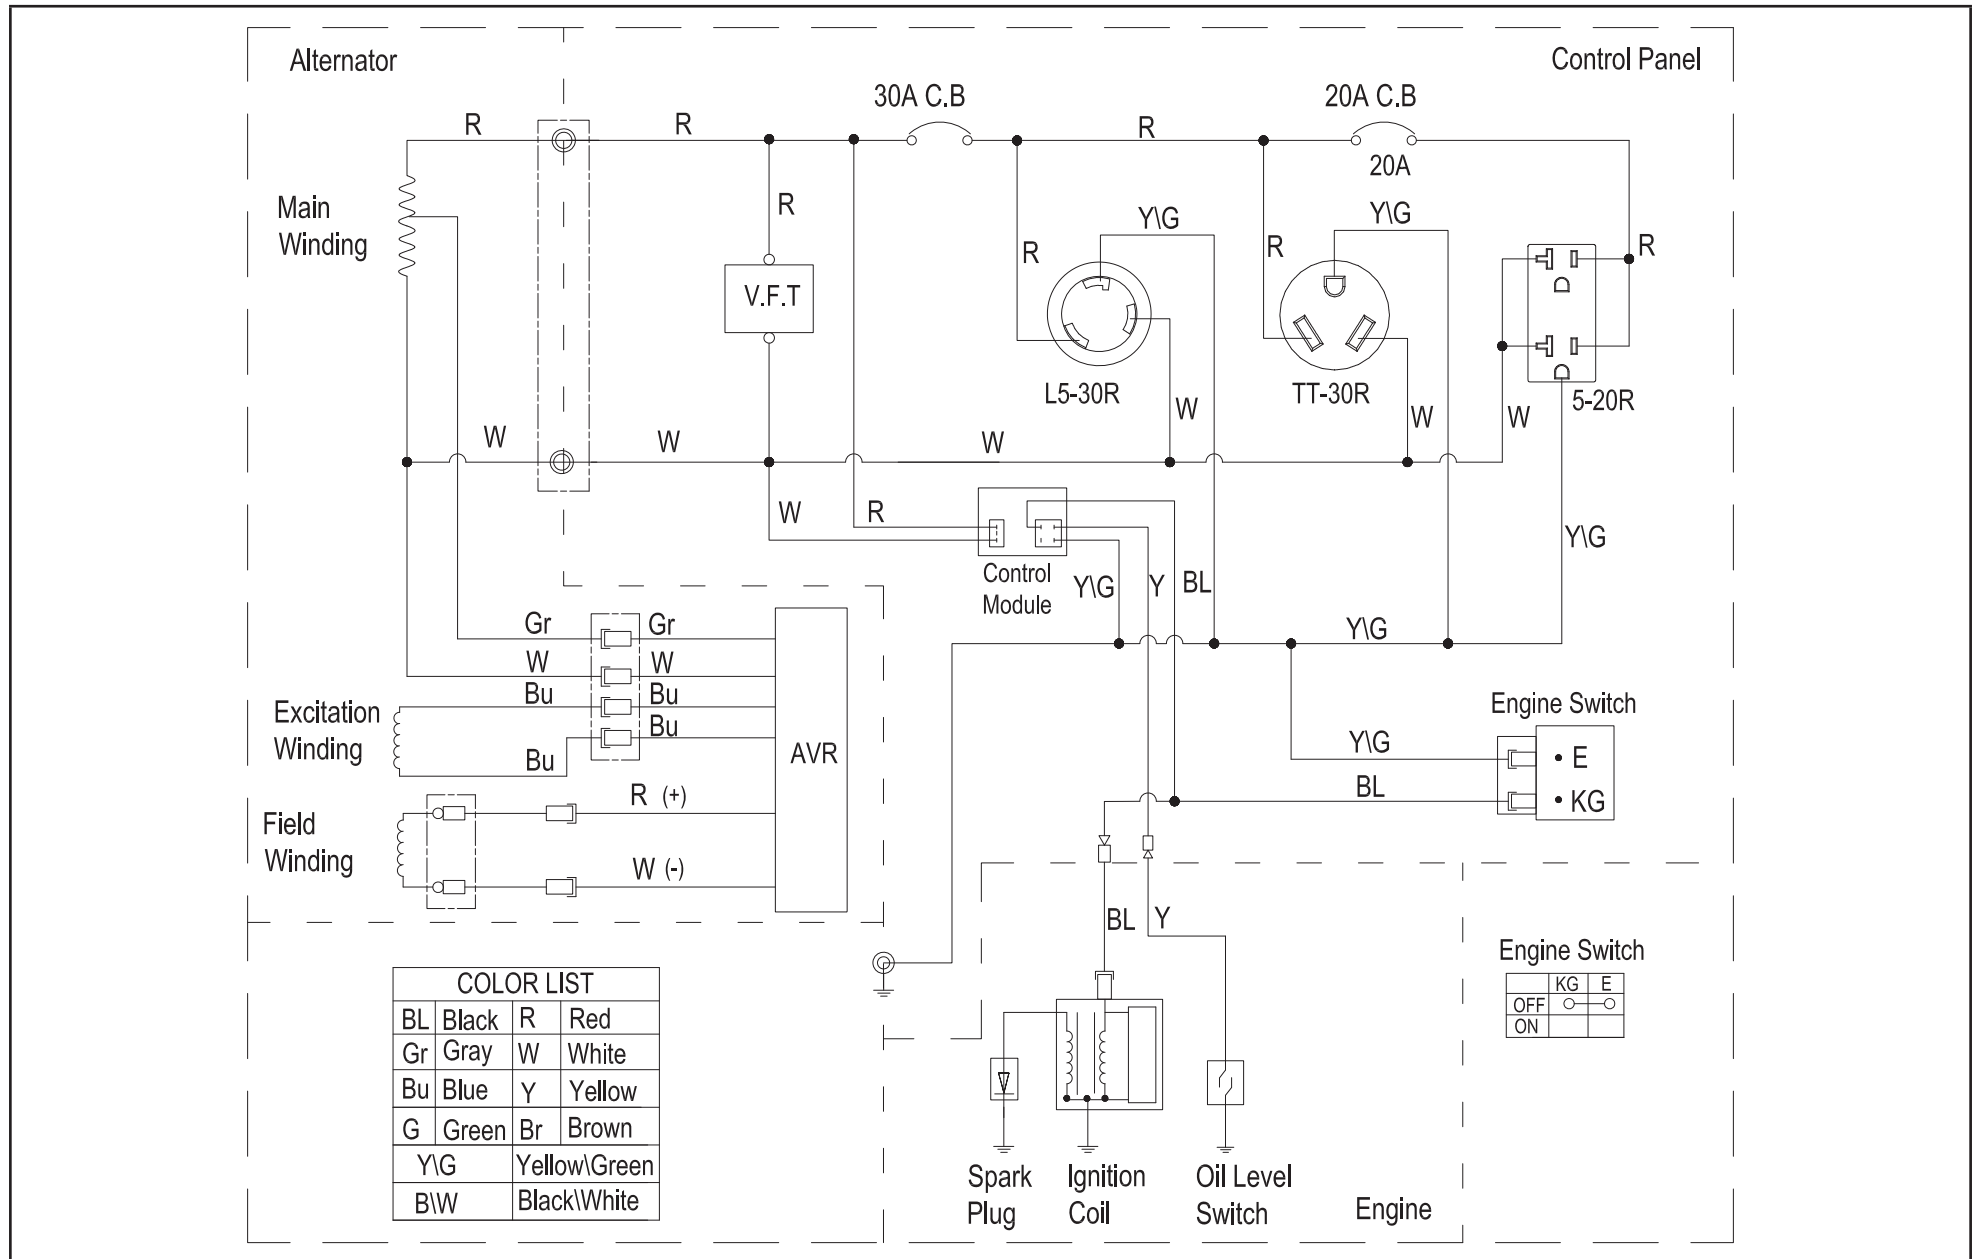 Alternator
Control Panel
30A C.B
20A C.B
R
R
R
20A
Main
Winding
R
Y\G
Y\G
R
R
R
V.F.T
L5-30R
TT-30R
5-20R
W
W
W
W
W
W
W
R
Y\G
Control
Module
Y\G
Y
BL
Gr
Gr
Y\G
W
W
Bu
Bu
Excitation
Winding
Bu
Bu
AVR
Engine Switch
Y\G
E
BL
KG
R (+)
Field
Winding
W (-)
BL
Y
Engine Switch
KG E
OFF
ON
COLOR LIST
BL Black R Red
Gr Gray W White
Bu Blue Y Yellow
G Green Br Brown
Y\G Yellow\Green
B\W Black\White
Spark
Plug
Ignition
Coil
Oil Level
Switch
Engine